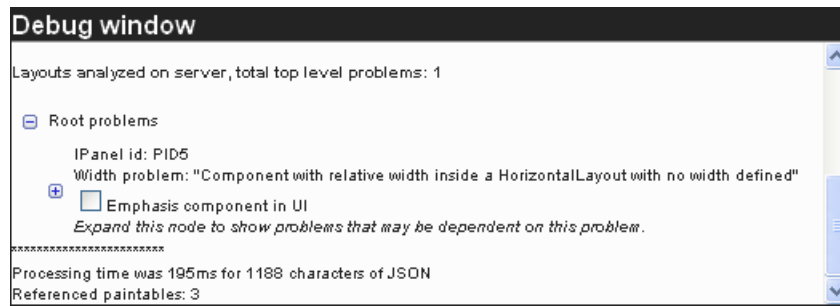 Debug window
Layouts analyzed on server, total top level problems: 1
Root problems
IPanel id: PID5
Width problem: "Component with relative width inside a HorizontalLayout with no width defined"
Emphasis component in UI
Expand this node to show problems that may be dependent on this problem.
************************
Processing time was 195ms for 1188 characters of JSON
Referenced paintables: 3